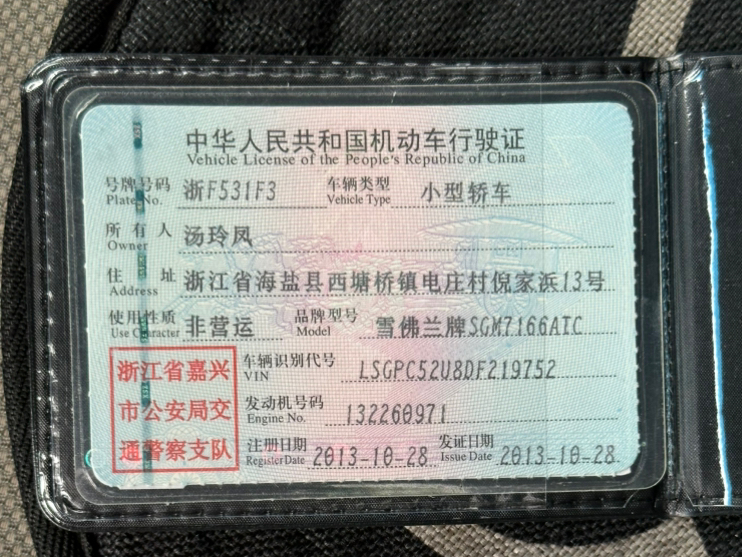 中华人民共和国机动车行驶证
Vehicle License of the People's Republic of China
号牌号码 浙F531F3 车辆类型 小型轿车
Plate No. Vehicle Type
所有人 汤玲凤
Owner
住址 浙江省海盐县西塘桥镇电庄村倪家浜13号
Address
使用性质 非营运 品牌型号 雪佛兰牌SGM7166ATC
Use Character Model
浙江省嘉兴
市公安局交
通警察支队
车辆识别代号 LSGPC52U8DF219752
VIN
发动机号码 132260971
Engine No.
注册日期 2013-10-28 发证日期 2013-10-28
Register Date Issue Date